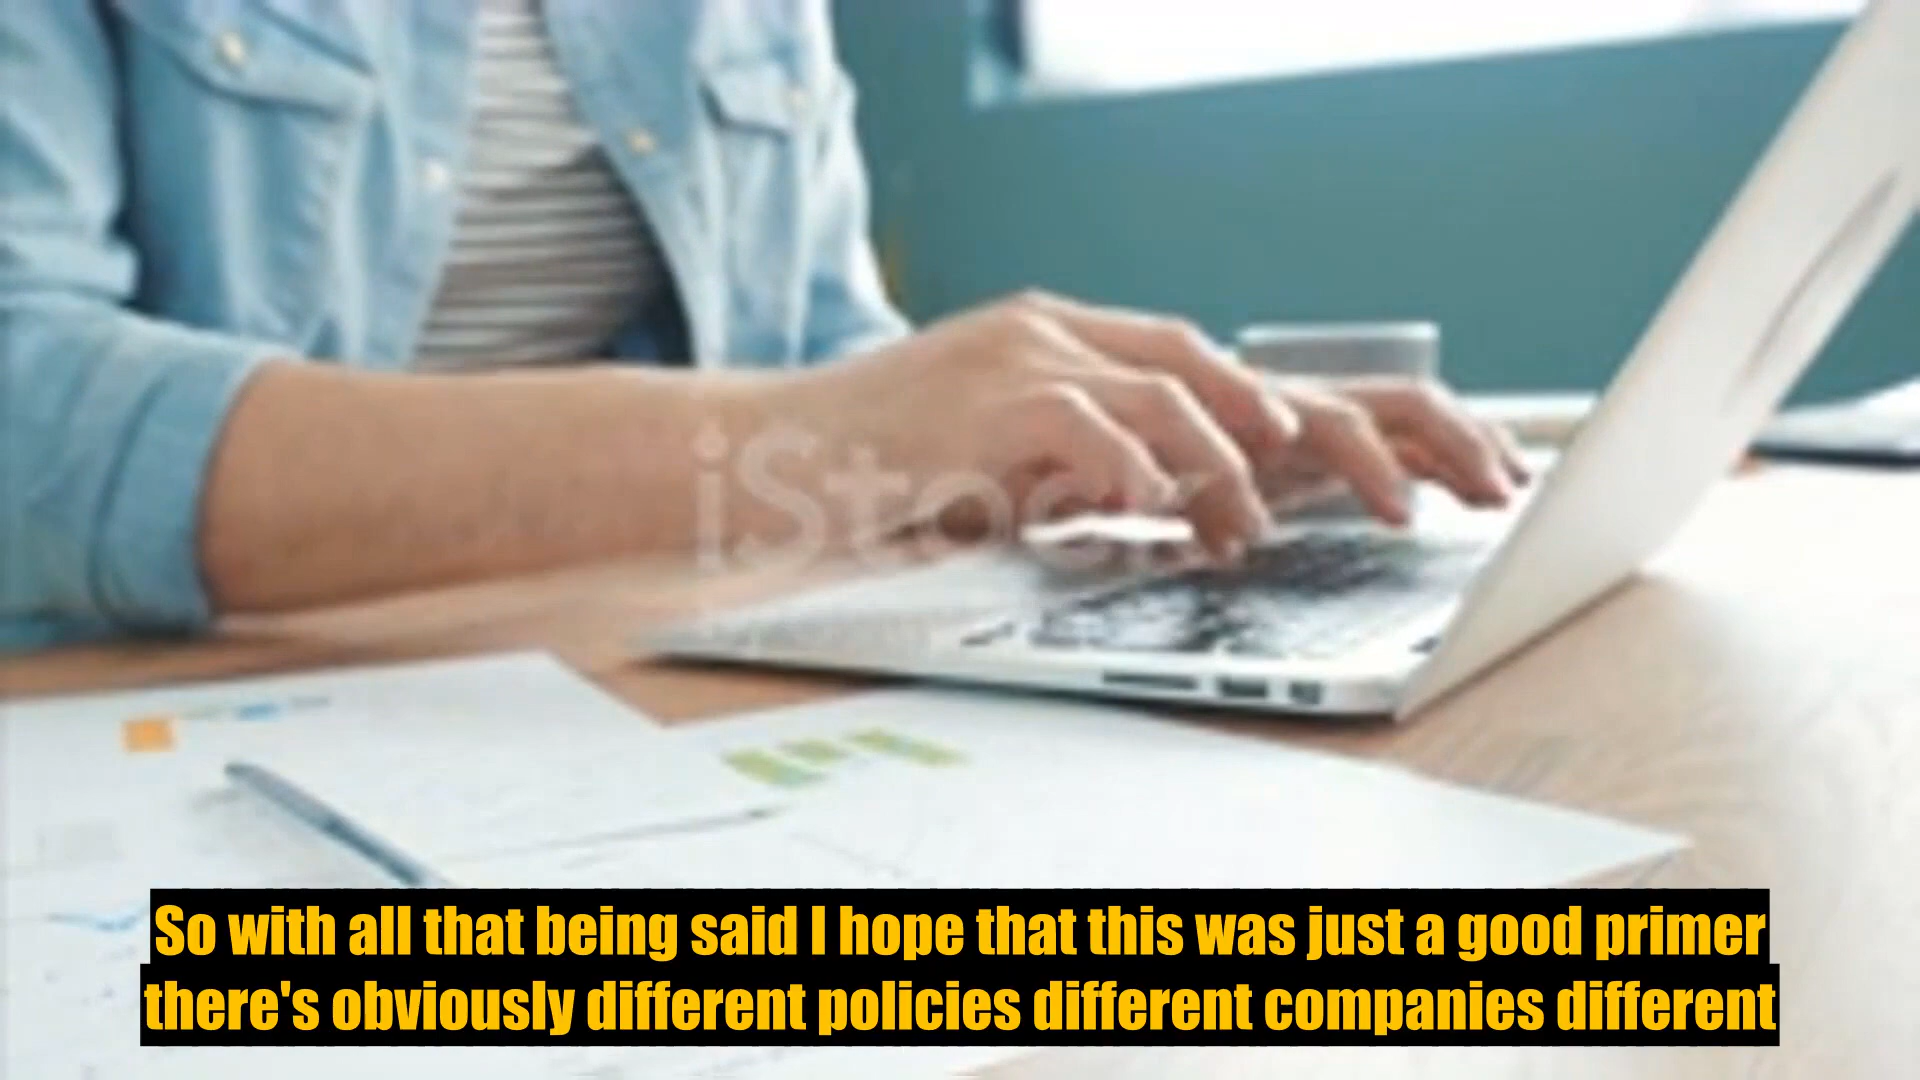 iStock
So with all that being said I hope that this was just a good primer
there's obviously different policies different companies different